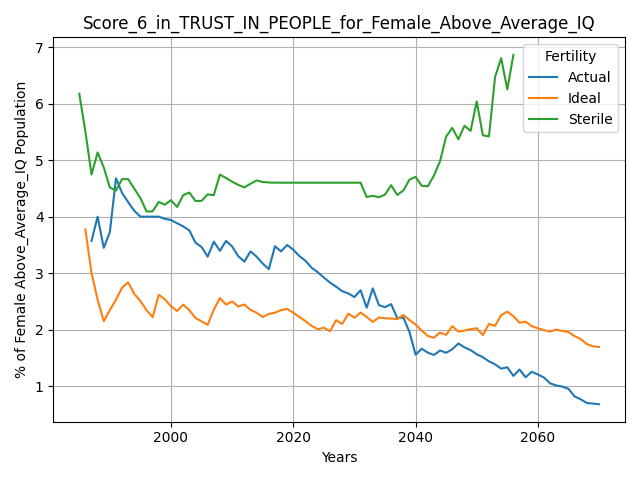 Score_6_in_TRUST_IN_PEOPLE_for_Female_Above_Average_IQ
% of Female Above_Average_IQ Population
7
6
5
4
3
2
1
Fertility
Actual
Ideal
Sterile
2000
2020
2040
2060
Years